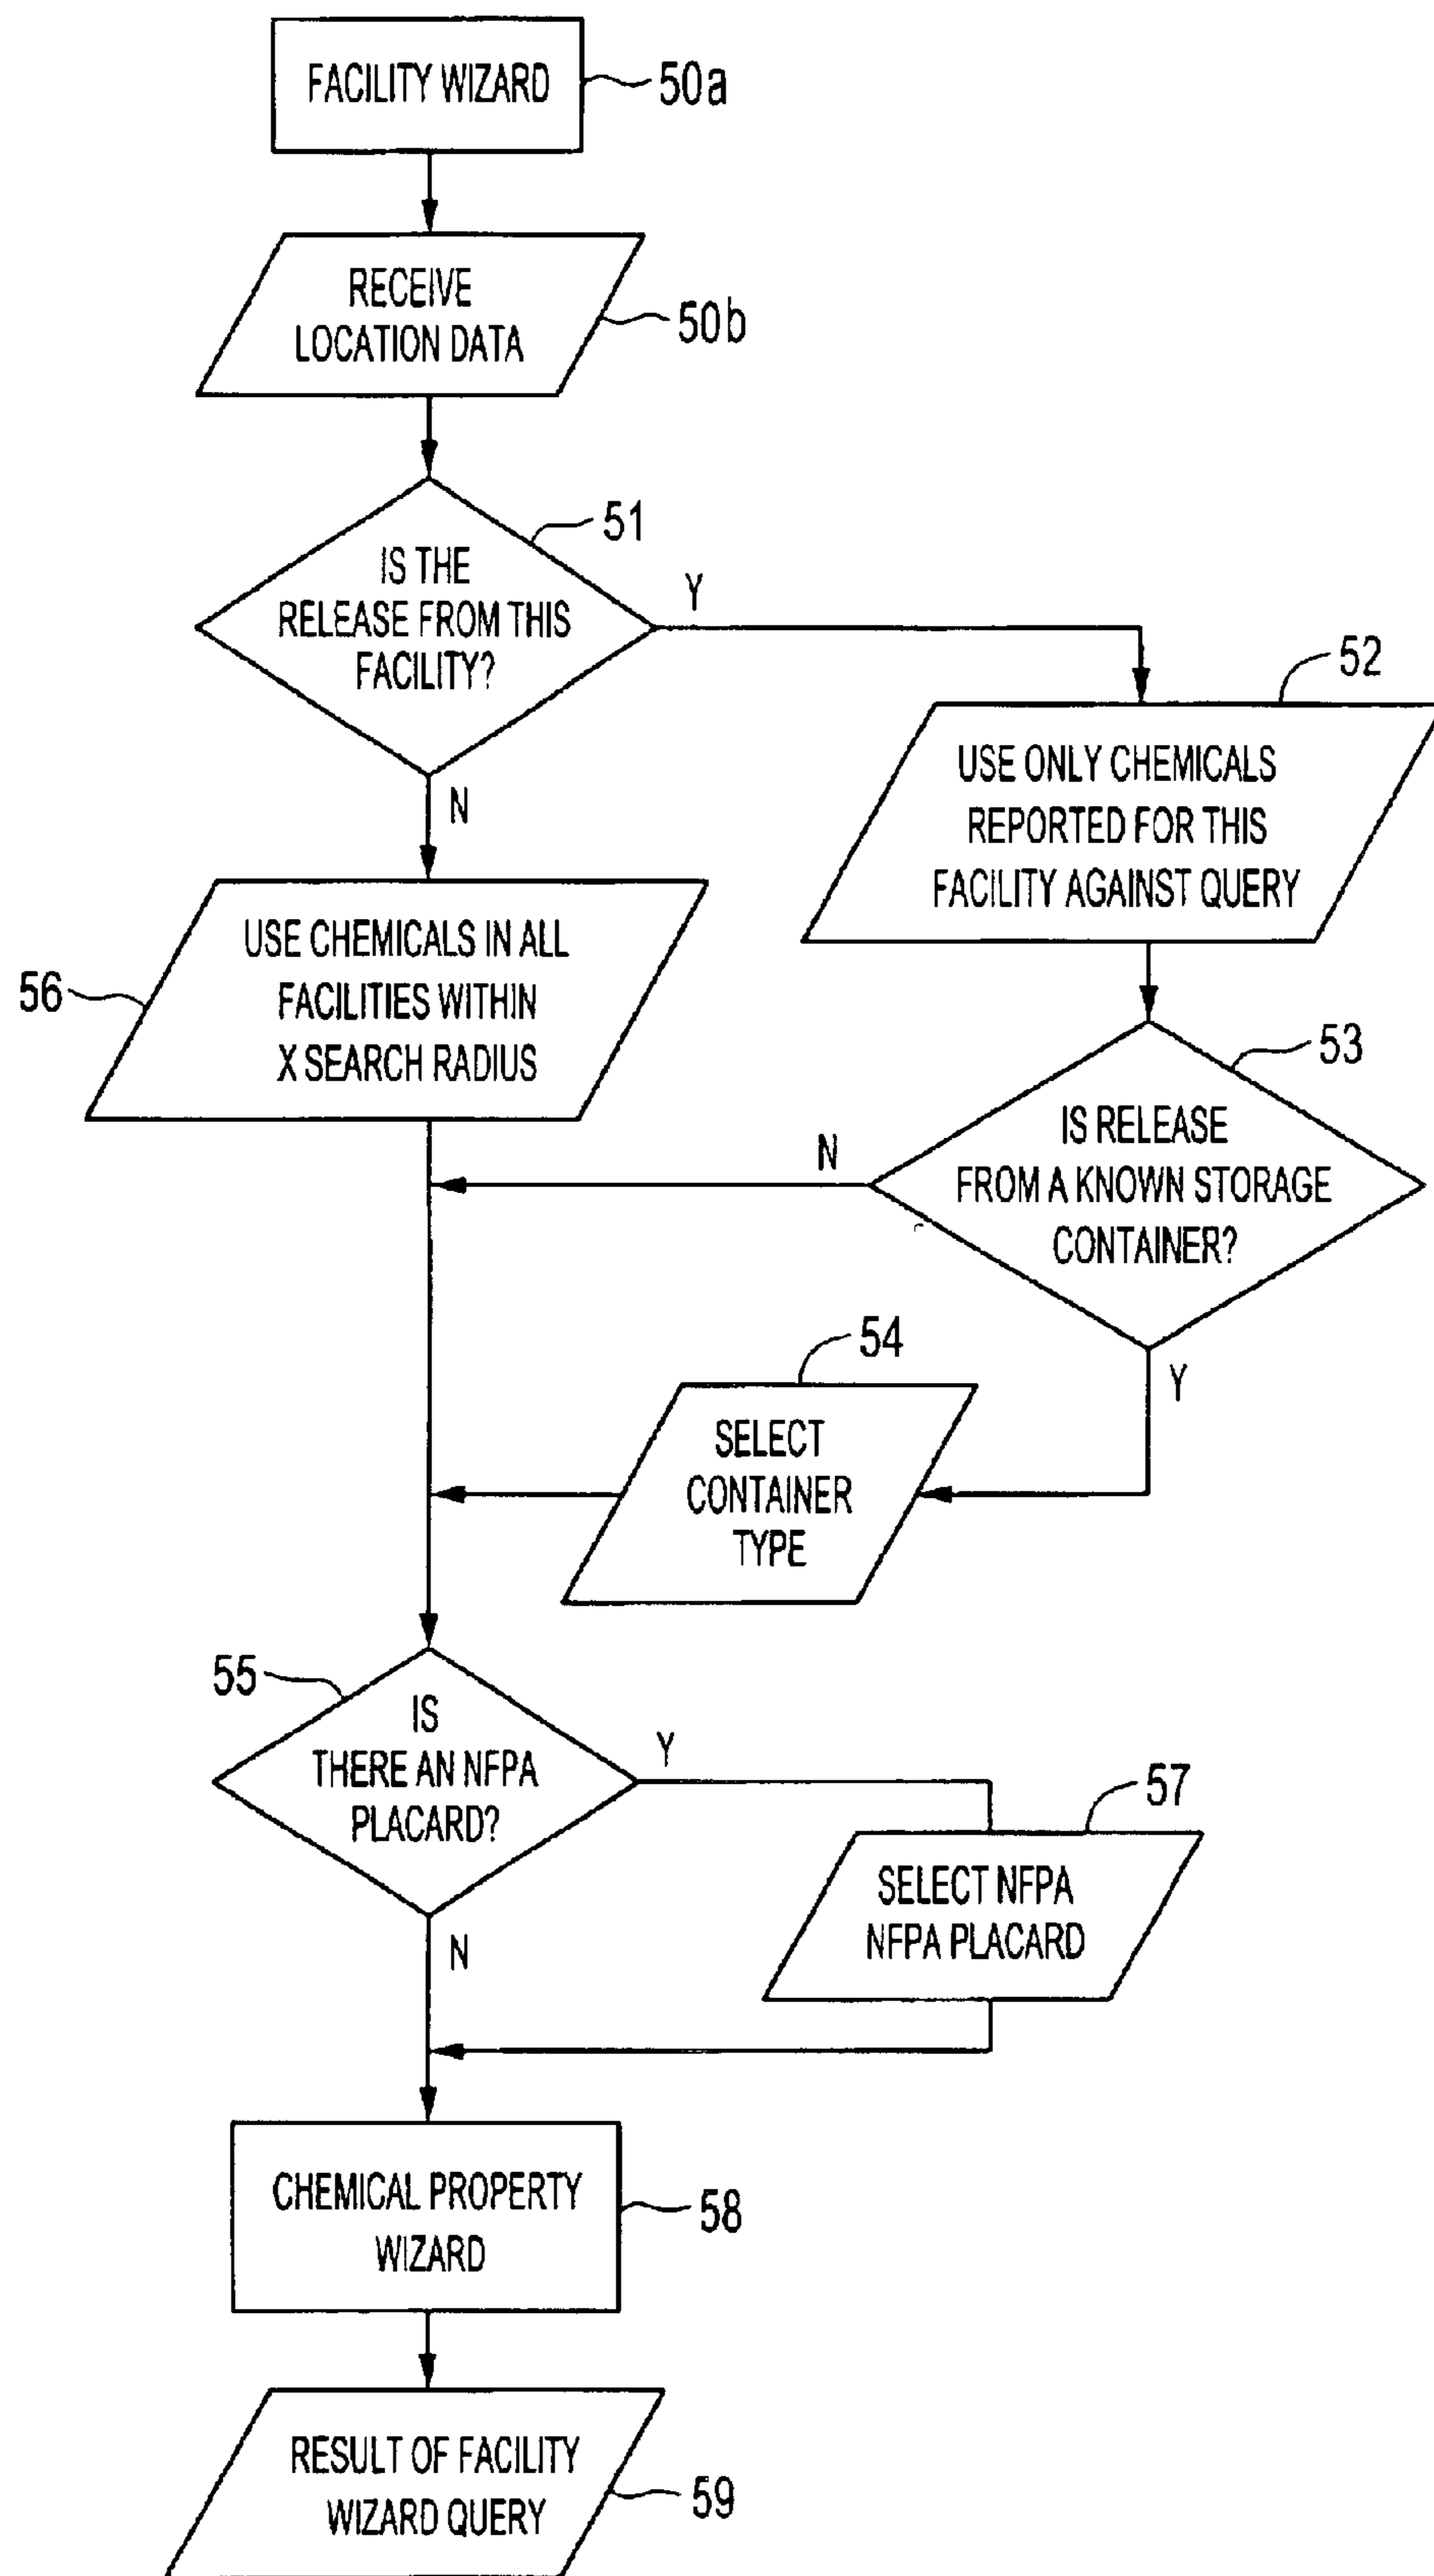 FACILITY WIZARD
50a
RECEIVE
LOCATION DATA
50b
51
IS THE
RELEASE FROM THIS
FACILITY?
Y
N
52
USE ONLY CHEMICALS
REPORTED FOR THIS
FACILITY AGAINST QUERY
56
USE CHEMICALS IN ALL
FACILITIES WITHIN
X SEARCH RADIUS
53
IS RELEASE
FROM A KNOWN STORAGE
CONTAINER?
N
Y
54
SELECT
CONTAINER
TYPE
55
IS
THERE AN NFPA
PLACARD?
Y
N
57
SELECT NFPA
NFPA PLACARD
CHEMICAL PROPERTY
WIZARD
58
RESULT OF FACILITY
WIZARD QUERY
59